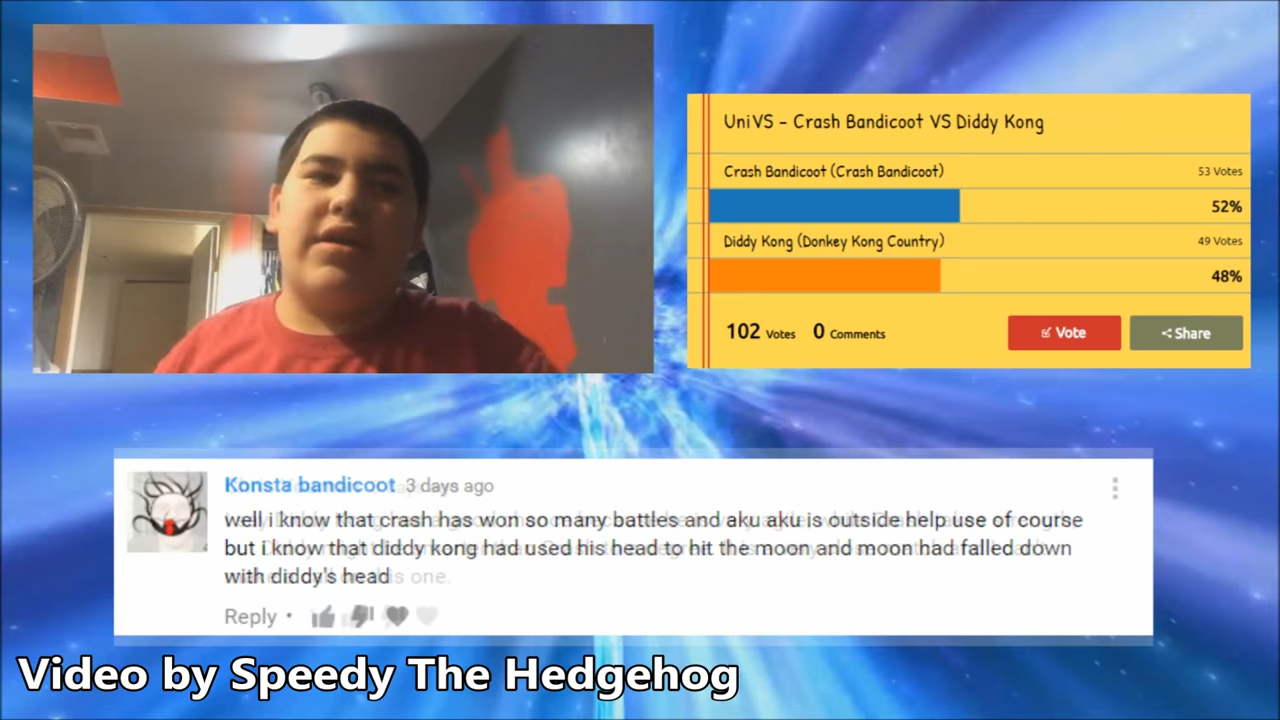 UniVS - Crash Bandicoot VS Diddy Kong
Crash Bandicoot (Crash Bandicoot) 53 Votes
52%
Diddy Kong (Donkey Kong Country) 49 Votes
48%
102 Votes 0 Comments Vote Share
Konsta bandicoot 3 days ago
well i know that crash has won so many battles and aku aku is outside help use of course
but i know that diddy kong had used his head to hit the moon and moon had falled down
with diddy's head
Reply •
Video by Speedy The Hedgehog